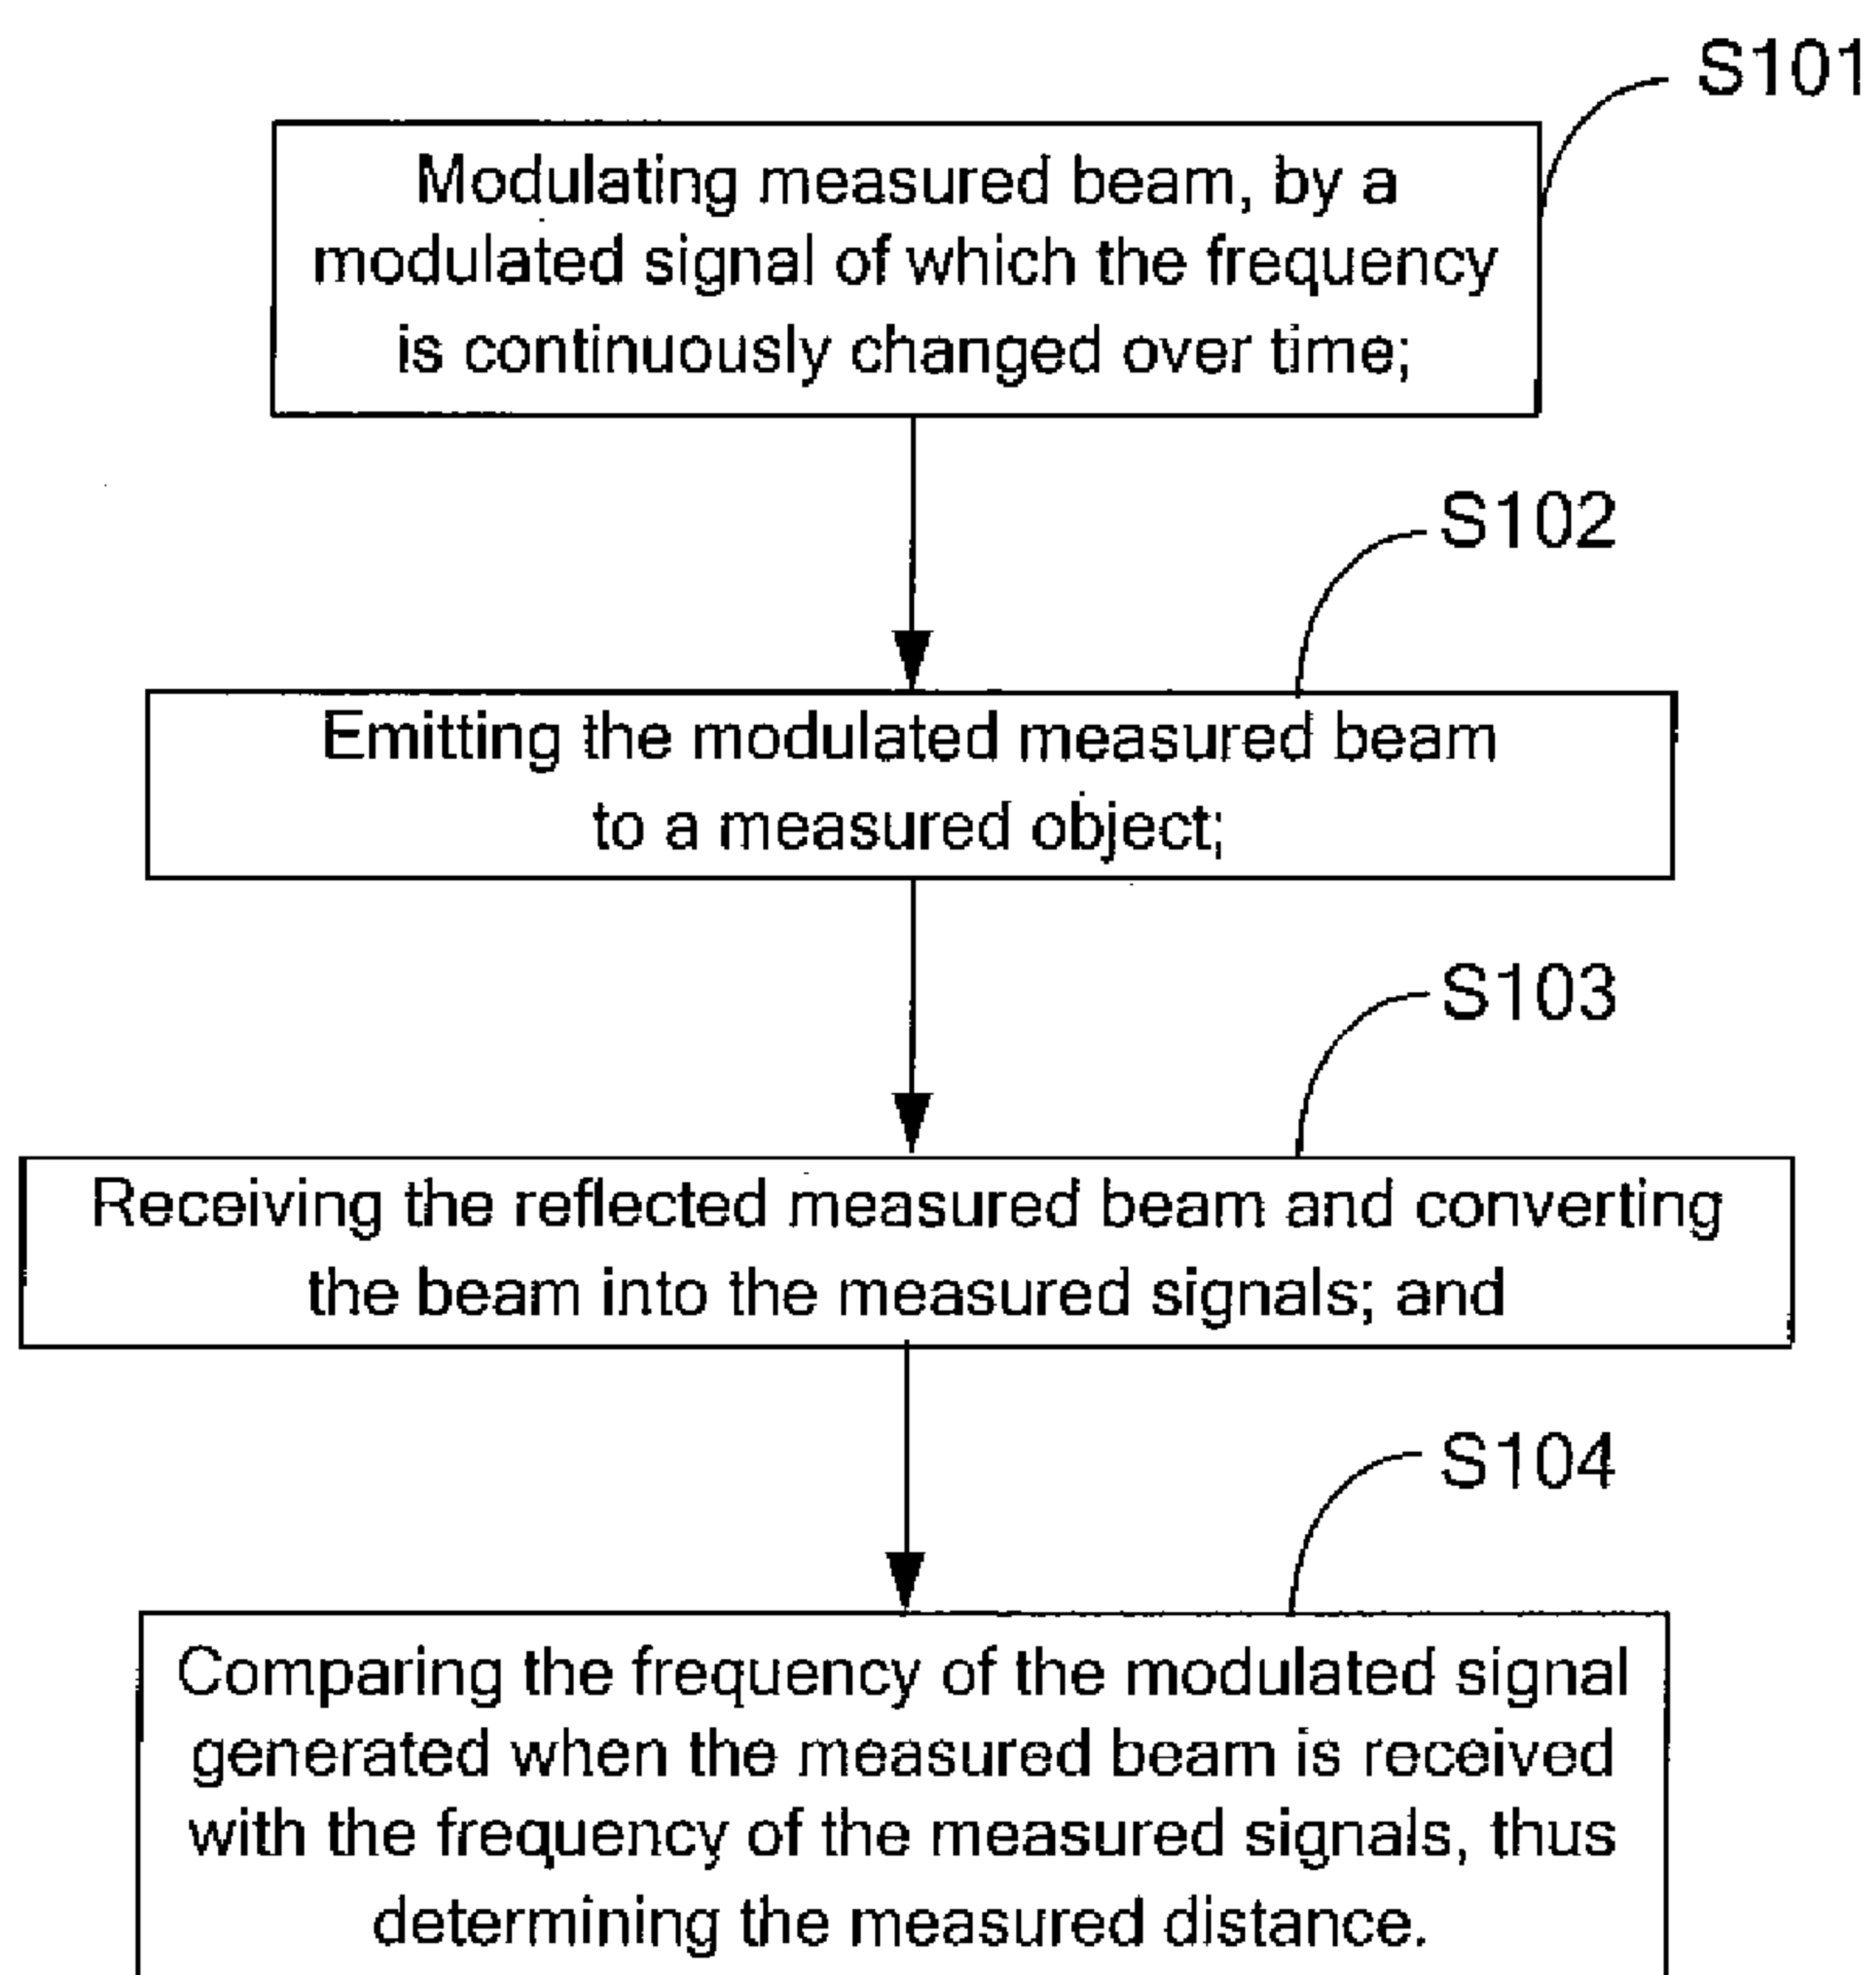 S101
Modulating measured beam, by a
modulated signal of which the frequency
is continuously changed over time;
S102
Emitting the modulated measured beam
to a measured object;
S103
Receiving the reflected measured beam and converting
the beam into the measured signals; and
S104
Comparing the frequency of the modulated signal
generated when the measured beam is received
with the frequency of the measured signals, thus
determining the measured distance.